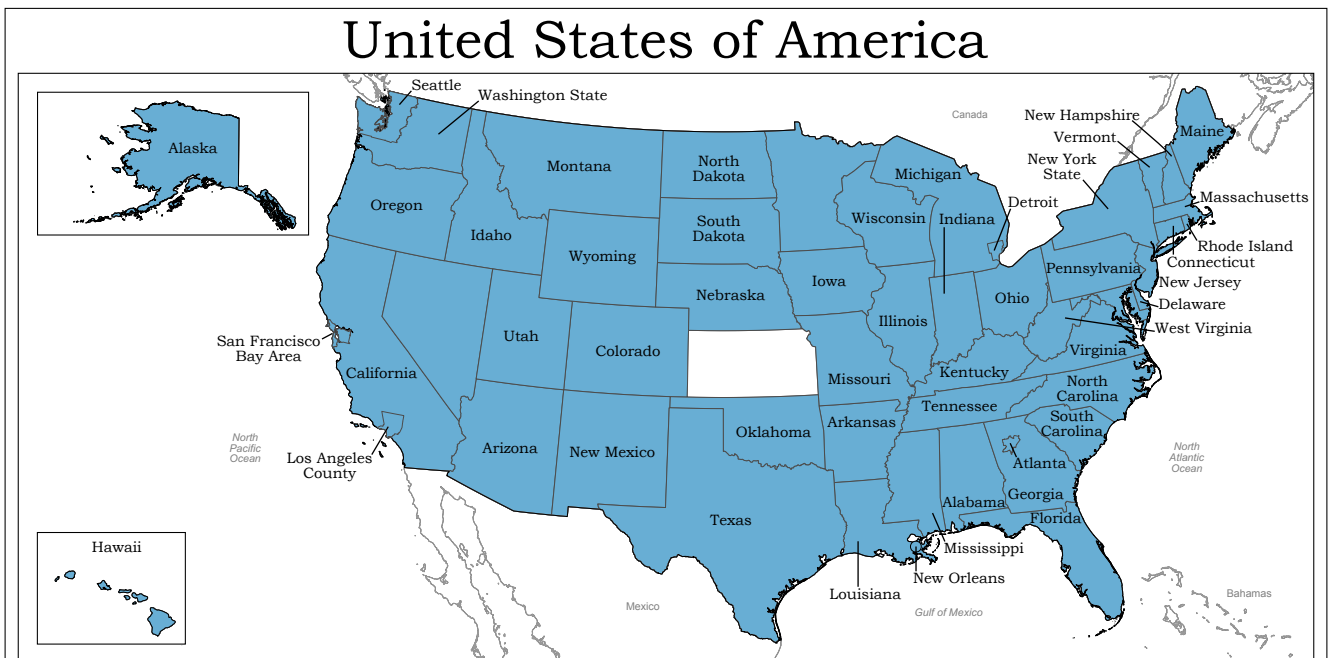 United States of America
Seattle
Washington State
Canada
New Hampshire
Vermont
New York
State
Maine
Alaska
Montana
North
Dakota
Michigan
Massachusetts
Oregon
Idaho
South
Dakota
Wisconsin
Indiana
Detroit
Rhode Island
Connecticut
Wyoming
Pennsylvania
New Jersey
Nebraska
Iowa
Ohio
Delaware
West Virginia
San Francisco
Bay Area
Utah
Colorado
Illinois
Virginia
California
Missouri
Kentucky
North
Carolina
Tennessee
South
Carolina
Arkansas
North
Pacific
Ocean
Los Angeles
County
Arizona
New Mexico
Oklahoma
Atlanta
North
Atlantic
Ocean
Texas
Alabama
Georgia
Florida
Hawaii
Mississippi
New Orleans
Louisiana
Mexico
Gulf of Mexico
Bahamas